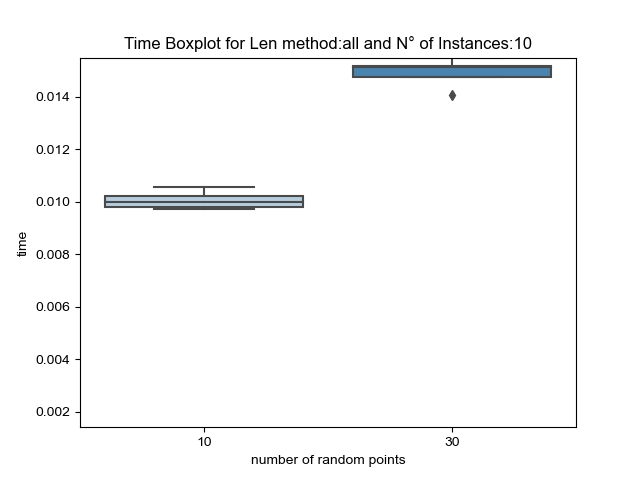 Time Boxplot for Len method:all and N° of Instances:10
0.014
0.012
0.010
0.008
0.006
0.004
0.002
time
10 30
number of random points